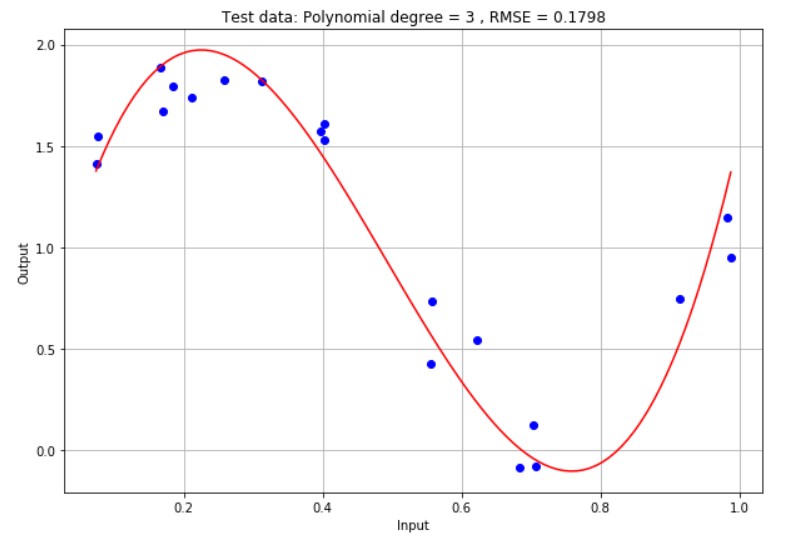 Test data: Polynomial degree = 3 , RMSE = 0.1798
2.0
1.5
1.0
0.5
0.0
Output
0.2 0.4 0.6 0.8 1.0
Input